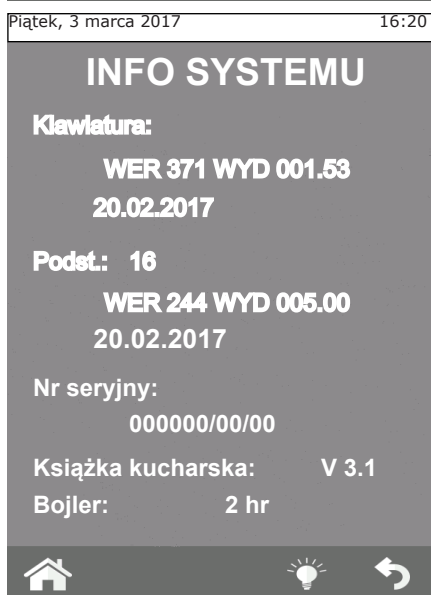 Piątek, 3 marca 2017 16:20
INFO SYSTEMU
Klawiatura:
WER 371 WYD 001.53
20.02.2017
Podst.: 16
WER 244 WYD 005.00
20.02.2017
Nr seryjny:
000000/00/00
Książka kucharska: V 3.1
Bojler: 2 hr